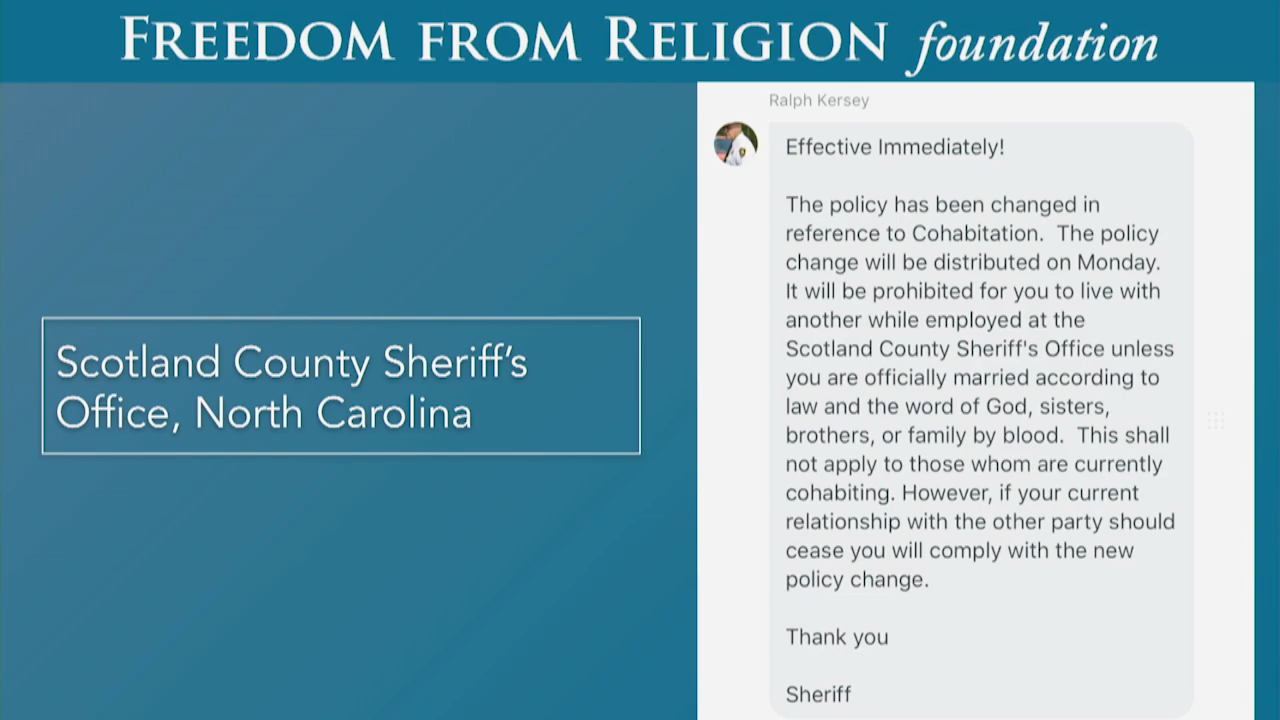 FREEDOM FROM RELIGION foundation
Scotland County Sheriff's
Office, North Carolina
Ralph Kersey
Effective Immediately!
The policy has been changed in
reference to Cohabitation.  The policy
change will be distributed on Monday.
It will be prohibited for you to live with
another while employed at the
Scotland County Sheriff's Office unless
you are officially married according to
law and the word of God, sisters,
brothers, or family by blood.  This shall
not apply to those whom are currently
cohabiting. However, if your current
relationship with the other party should
cease you will comply with the new
policy change.
Thank you
Sheriff